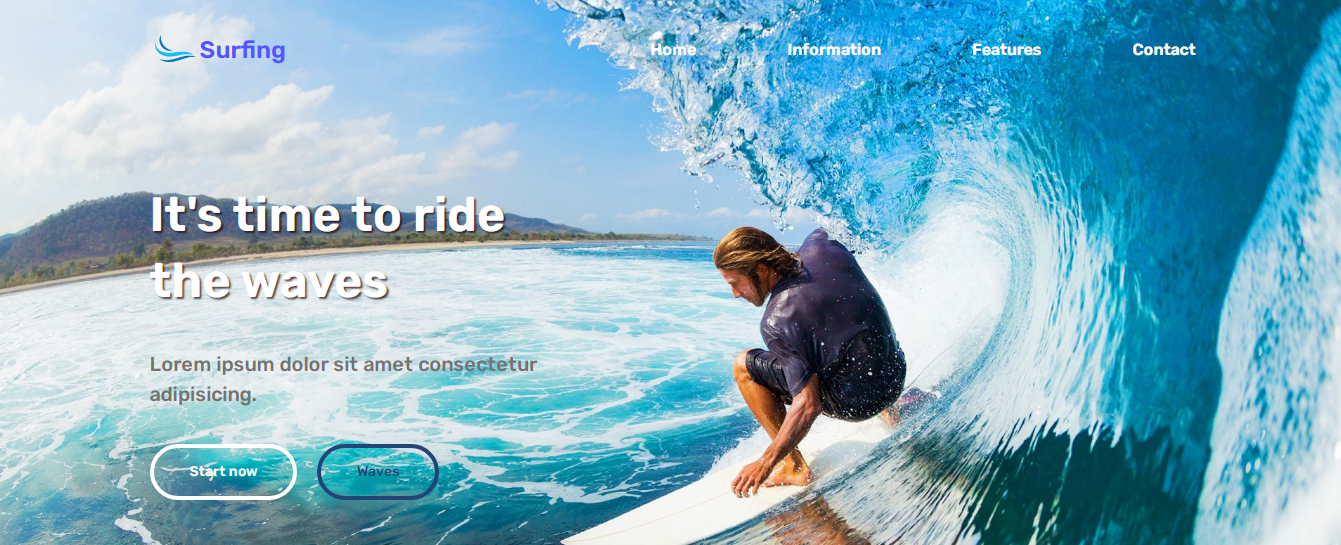 Surfing
Home Information Features Contact
It's time to ride
the waves
Lorem ipsum dolor sit amet consectetur
adipisicing.
Start now Waves